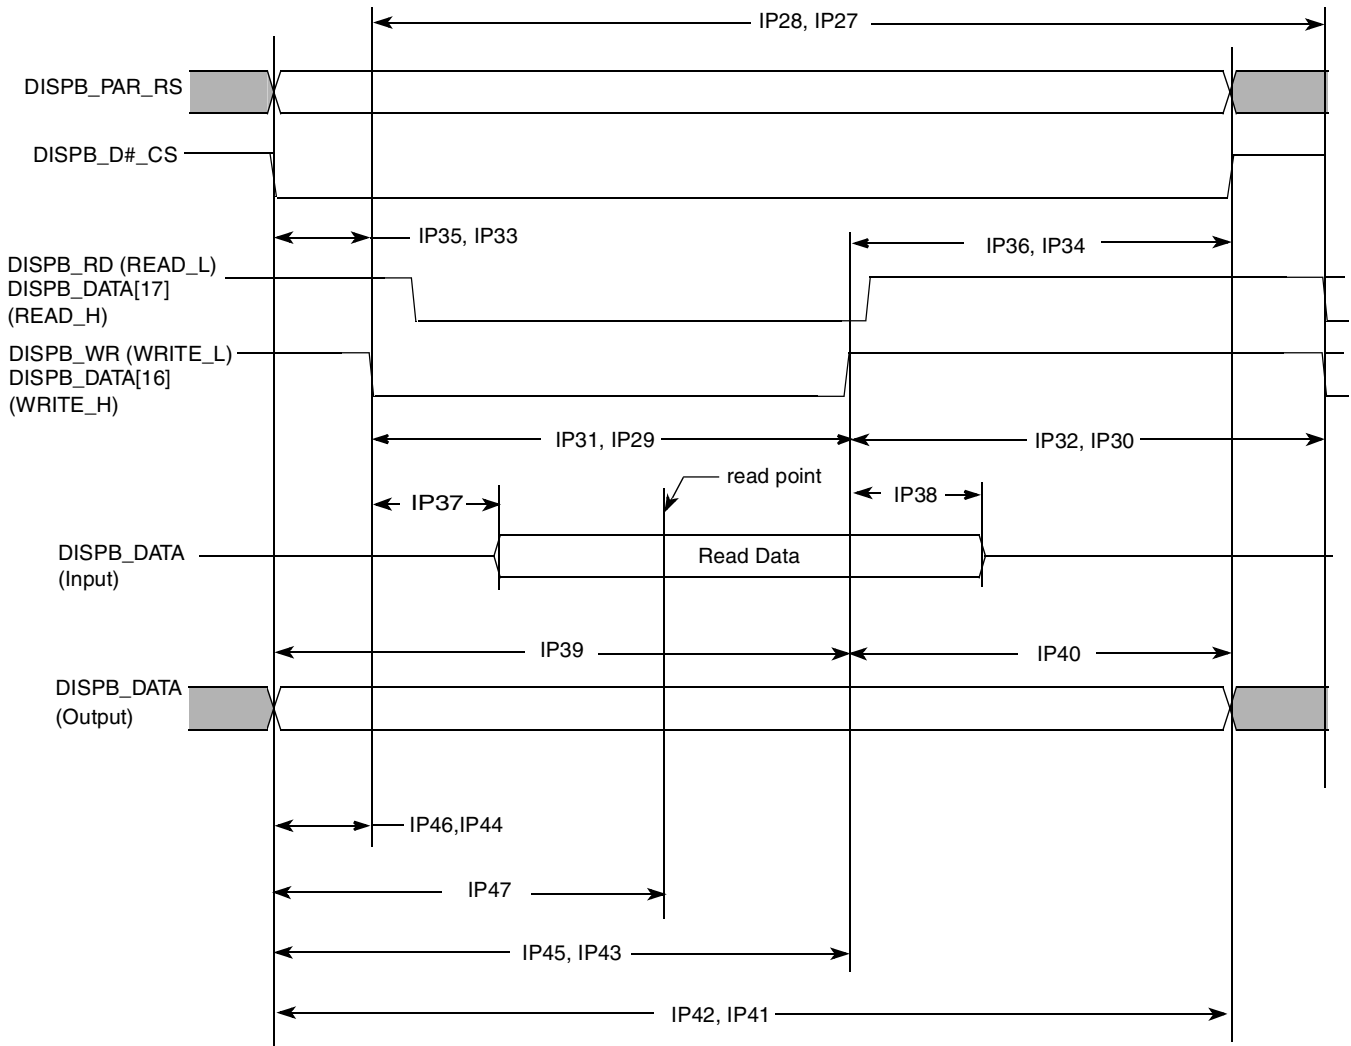 IP28, IP27
DISPB_PAR_RS
DISPB_D#_CS
IP35, IP33
IP36, IP34
DISPB_RD (READ_L)
DISPB_DATA[17]
(READ_H)
DISPB_WR (WRITE_L)
DISPB_DATA[16]
(WRITE_H)
IP31, IP29
IP32, IP30
read point
IP37
IP38
DISPB_DATA
(Input)
Read Data
IP39
IP40
DISPB_DATA
(Output)
IP46,IP44
IP47
IP45, IP43
IP42, IP41